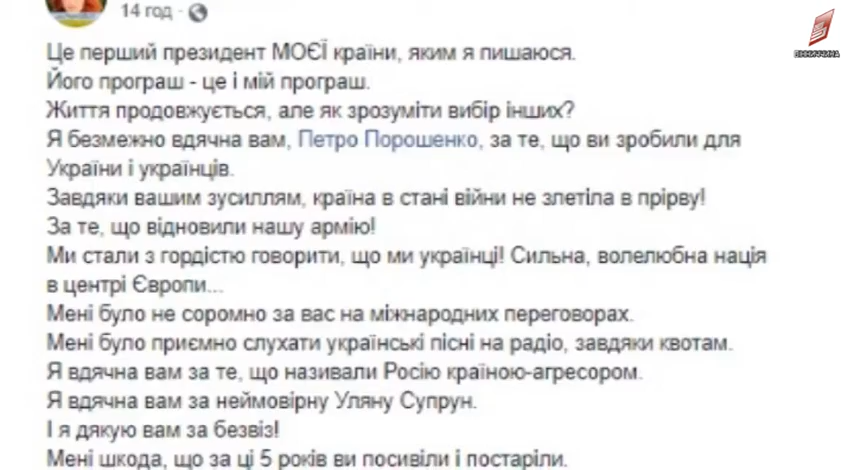 14 год ·
ВІННИЧЧИНА
Це перший президент МОЄЇ країни, яким я пишаюся.
Його програш - це і мій програш.
Життя продовжується, але як зрозуміти вибір інших?
Я безмежно вдячна вам, Петро Порошенко, за те, що ви зробили для
України і українців.
Завдяки вашим зусиллям, країна в стані війни не злетіла в прірву!
За те, що відновили нашу армію!
Ми стали з гордістю говорити, що ми українці! Сильна, волелюбна нація
в центрі Європи...
Мені було не соромно за вас на міжнародних переговорах.
Мені було приємно слухати українські пісні на радіо, завдяки квотам.
Я вдячна вам за те, що називали Росію країною-агресором.
Я вдячна вам за неймовірну Уляну Супрун.
І я дякую вам за безвіз!
Мені шкода, що за ці 5 років ви посивіли і постаріли.